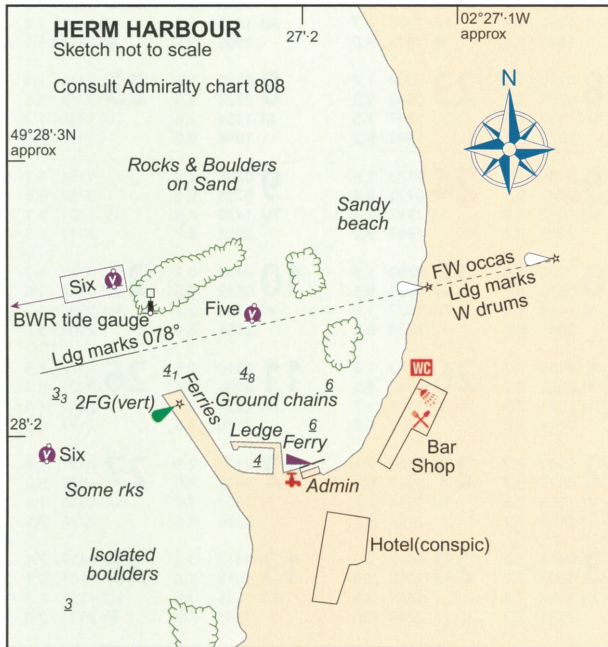 HERM HARBOUR
Sketch not to scale
Consult Admiralty chart 808
27'·2
02°27'·1W
approx
49°28'·3N
approx
N
Rocks & Boulders
on Sand
Sandy
beach
Six
FW occas
Ldg marks
W drums
BWR tide gauge
Five
Ldg marks 078°
WC
4₁
4₈
6
3₃
2FG(vert)
Ferries
Ground chains
28'·2
Ledge
Ferry
6
Bar
Shop
Six
4
Admin
Some rks
Hotel(conspic)
Isolated
boulders
3